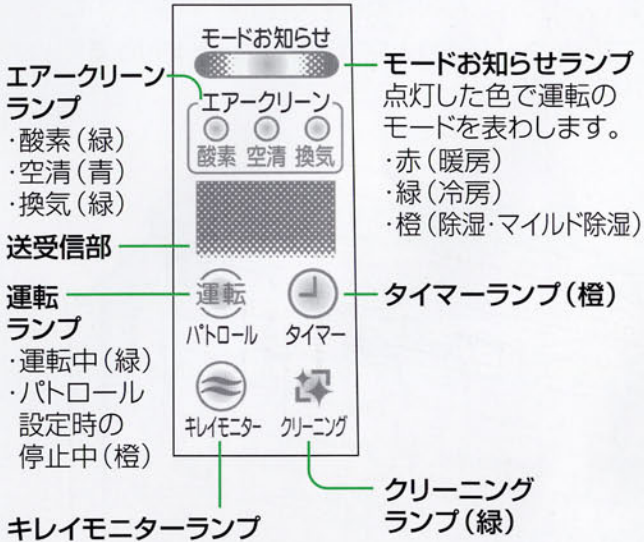 モードお知らせ
エアークリーン
酸素 空清 換気
運転
パトロール タイマー
キレイモニター クリーニング
エアークリーン
ランプ
・酸素(緑)
・空清(青)
・換気(緑)
送受信部
運転
ランプ
・運転中(緑)
・パトロール
設定時の
停止中(橙)
キレイモニターランプ
モードお知らせランプ
点灯した色で運転の
モードを表わします。
・赤(暖房)
・緑(冷房)
・橙(除湿・マイルド除湿)
タイマーランプ(橙)
クリーニング
ランプ(緑)